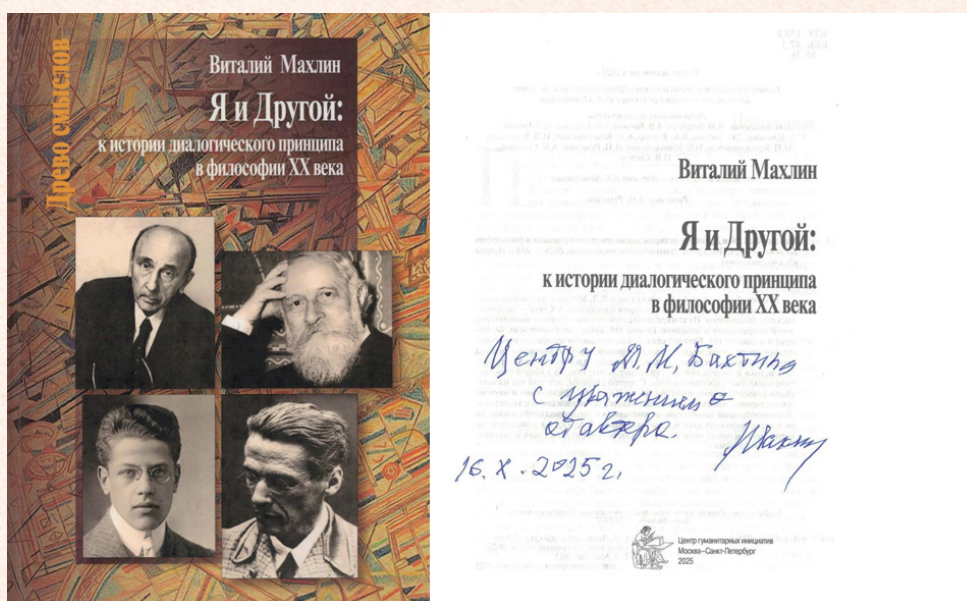 Древо смыслов
Виталий Махлин
Я и Другой:
к истории диалогического принципа
в философии XX века
Виталий Махлин
Я и Другой:
к истории диалогического принципа
в философии XX века
Центру М.М. Бахтина
с уважением
от автора.
16.X.2025 г.
Центр гуманитарных инициатив
Москва–Санкт-Петербург
2025